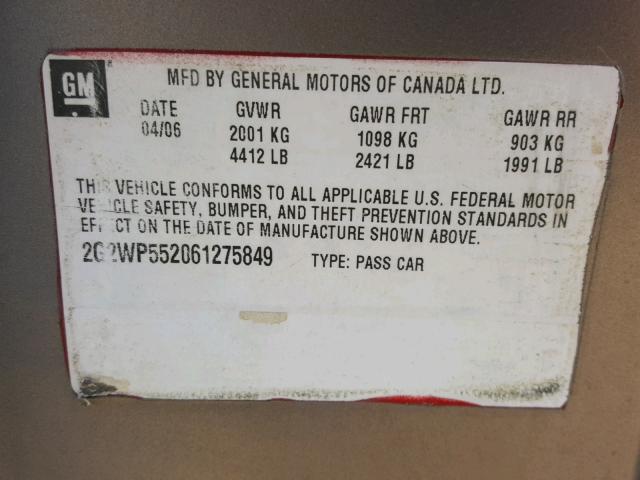 GM
MFD BY GENERAL MOTORS OF CANADA LTD.
DATE GVWR GAWR FRT GAWR RR
04/06 2001 KG 1098 KG 903 KG
4412 LB 2421 LB 1991 LB
THIS VEHICLE CONFORMS TO ALL APPLICABLE U.S. FEDERAL MOTOR
VEHICLE SAFETY, BUMPER, AND THEFT PREVENTION STANDARDS IN
EFFECT ON THE DATE OF MANUFACTURE SHOWN ABOVE.
2G2WP552061275849 TYPE: PASS CAR